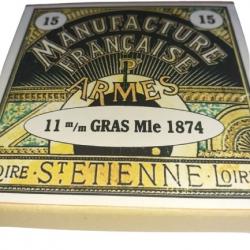 15 15
MANUFACTURE
FRANÇAISE
D'
ARMES
11 m/m GRAS Mle 1874
LOIRE - ST ETIENNE - LOIRE